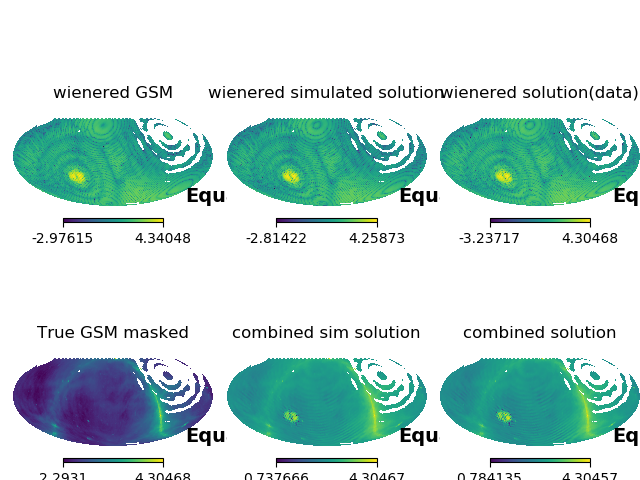 wienered GSM
wienered simulated solution
wienered solution(data)
Equ
Equ
Eq
-2.97615 4.34048
-2.81422 4.25873
-3.23717 4.30468
True GSM masked
combined sim solution
combined solution
Equ
Equ
Eq
2.2931 4.30468
0.737666 4.30467
0.784135 4.30457